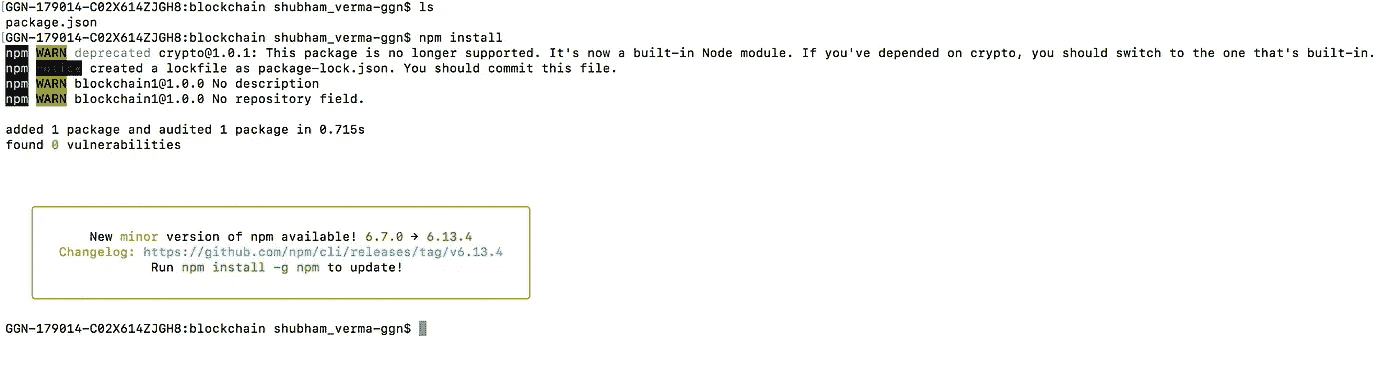 GGN-179014-C02X614ZJGH8:blockchain shubham_verma-ggn$ ls
package.json
GGN-179014-C02X614ZJGH8:blockchain shubham_verma-ggn$ npm install
npm WARN deprecated crypto@1.0.1: This package is no longer supported. It's now a built-in Node module. If you've depended on crypto, you should switch to the one that's built-in.
npm created a lockfile as package-lock.json. You should commit this file.
npm WARN blockchain1@1.0.0 No description
npm WARN blockchain1@1.0.0 No repository field.
added 1 package and audited 1 package in 0.715s
found 0 vulnerabilities
New minor version of npm available! 6.7.0 → 6.13.4
Changelog: https://github.com/npm/cli/releases/tag/v6.13.4
Run npm install -g npm to update!
GGN-179014-C02X614ZJGH8:blockchain shubham_verma-ggn$